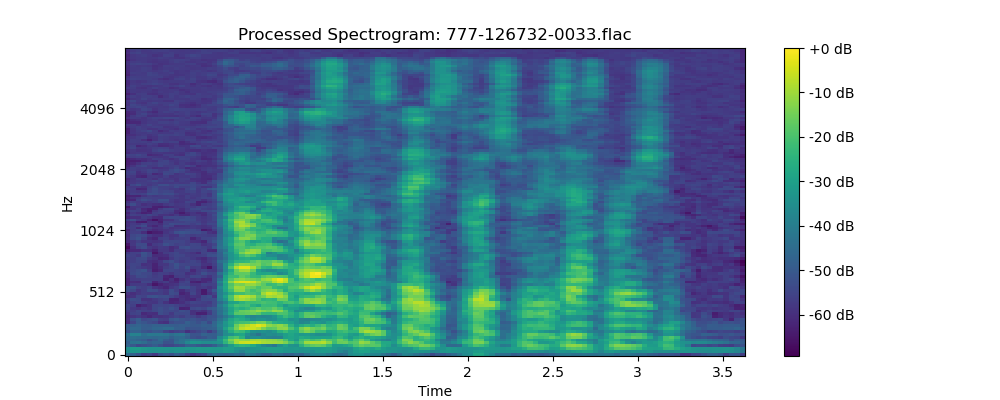 Processed Spectrogram: 777-126732-0033.flac
+0 dB
-10 dB
-20 dB
-30 dB
-40 dB
-50 dB
-60 dB
Hz
4096
2048
1024
512
0
0 0.5 1 1.5 2 2.5 3 3.5
Time